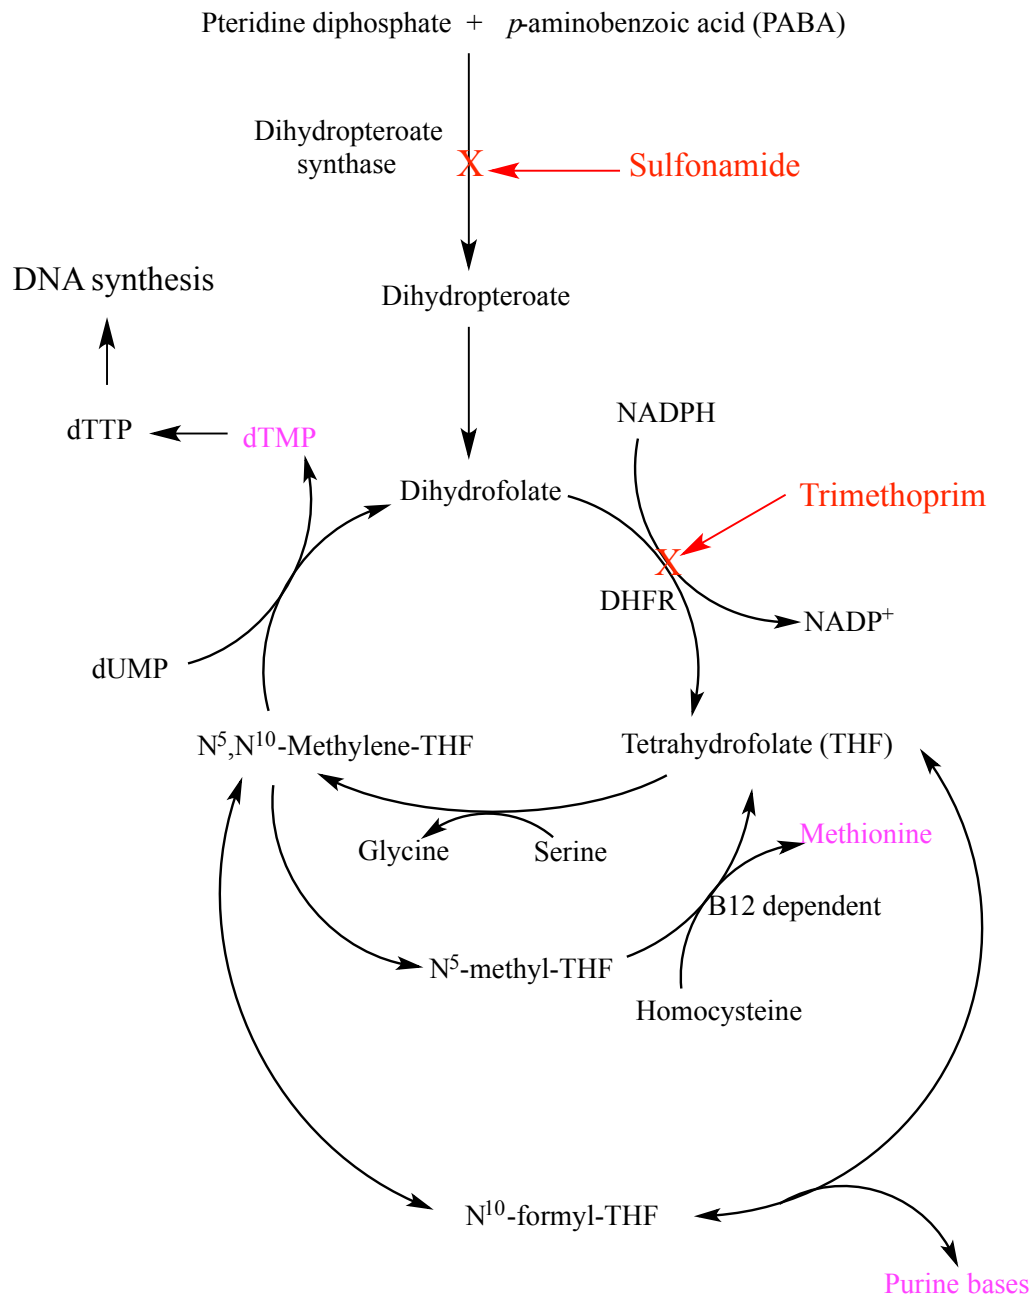 Pteridine diphosphate + p-aminobenzoic acid (PABA)
Dihydropteroate
synthase
X
Sulfonamide
DNA synthesis
Dihydropteroate
NADPH
dTTP
dTMP
Dihydrofolate
Trimethoprim
X
DHFR
NADP⁺
dUMP
N⁵,N¹⁰-Methylene-THF
Tetrahydrofolate (THF)
Methionine
Glycine
Serine
B12 dependent
N⁵-methyl-THF
Homocysteine
N¹⁰-formyl-THF
Purine bases